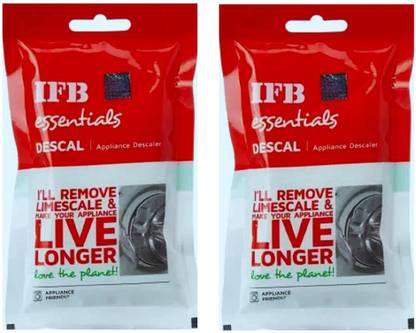 IFB
essentials
DESCAL | Appliance Descaler
I'LL REMOVE
LIMESCALE &
MAKE YOUR APPLIANCE
LIVE
LONGER
love the planet!
APPLIANCE
FRIENDLY
IFB
essentials
DESCAL | Appliance Descaler
I'LL REMOVE
LIMESCALE &
MAKE YOUR APPLIANCE
LIVE
LONGER
love the planet!
APPLIANCE
FRIENDLY